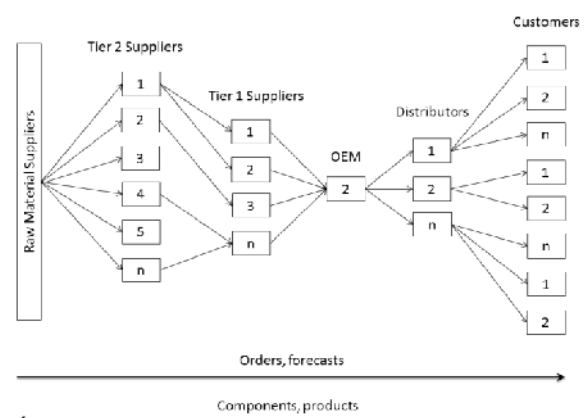 Customers
Tier 2 Suppliers
Tier 1 Suppliers
Distributors
OEM
Raw Material Suppliers
1
2
3
4
5
n
1
2
3
n
2
1
2
n
1
2
n
1
2
n
1
2
Orders, forecasts
Components, products